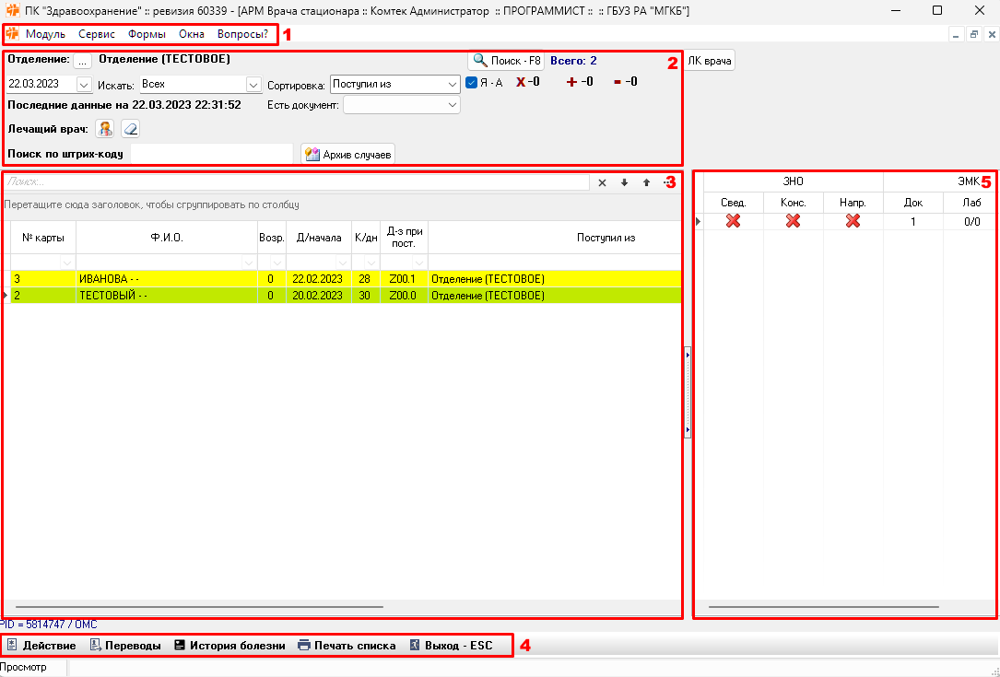 ПК "Здравоохранение" :: ревизия 60339 - [АРМ Врача стационара :: Комтек Администратор :: ПРОГРАММИСТ :: :: ГБУЗ РА "МГКБ"]
Модуль Сервис Формы Окна Вопросы? 1
Отделение: ... Отделение (ТЕСТОВОЕ) Поиск - F8 Всего: 2 2 ЛК врача
22.03.2023 Искать: Всех Сортировка: Поступил из Я - А X -0 + -0 - -0
Последние данные на 22.03.2023 22:31:52 Есть документ:
Лечащий врач:
Поиск по штрих-коду Архив случаев
Поиск... 3 ЗНО ЭМК 5
Перетащите сюда заголовок, чтобы сгруппировать по столбцу Свед. Конс. Напр. Док Лаб
1 0/0
№ карты Ф.И.О. Возр. Д/начала К/дн Д-з при пост. Поступил из
3 ИВАНОВА - - 0 22.02.2023 28 Z00.1 Отделение (ТЕСТОВОЕ)
2 ТЕСТОВЫЙ - - 0 20.02.2023 30 Z00.0 Отделение (ТЕСТОВОЕ)
PID = 5814747 / ОМС
Действие Переводы История болезни Печать списка Выход - ESC 4
Просмотр